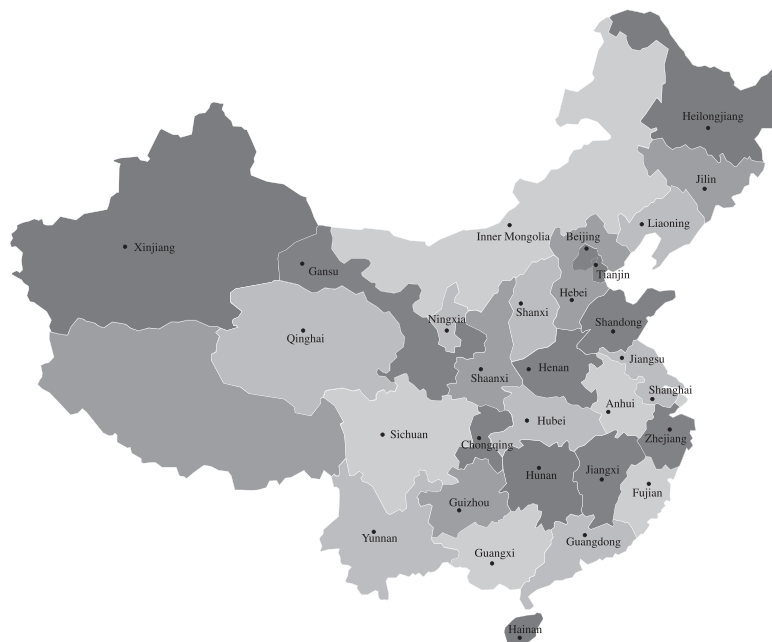 Heilongjiang
Jilin
Liaoning
Inner Mongolia
Beijing
Tianjin
Xinjiang
Gansu
Hebei
Shanxi
Ningxia
Shandong
Qinghai
Shaanxi
Henan
Jiangsu
Shanghai
Anhui
Hubei
Sichuan
Chongqing
Zhejiang
Hunan
Jiangxi
Fujian
Guizhou
Yunnan
Guangdong
Guangxi
Hainan